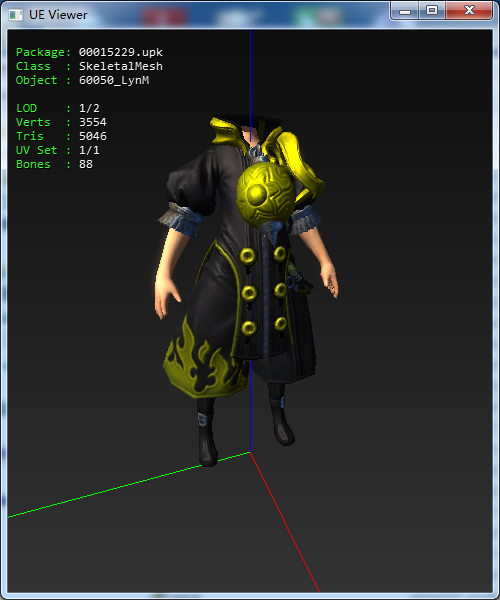 UE Viewer
Package: 00015229.upk
Class : SkeletalMesh
Object : 60050_LynM
LOD : 1/2
Verts : 3554
Tris : 5046
UV Set : 1/1
Bones : 88